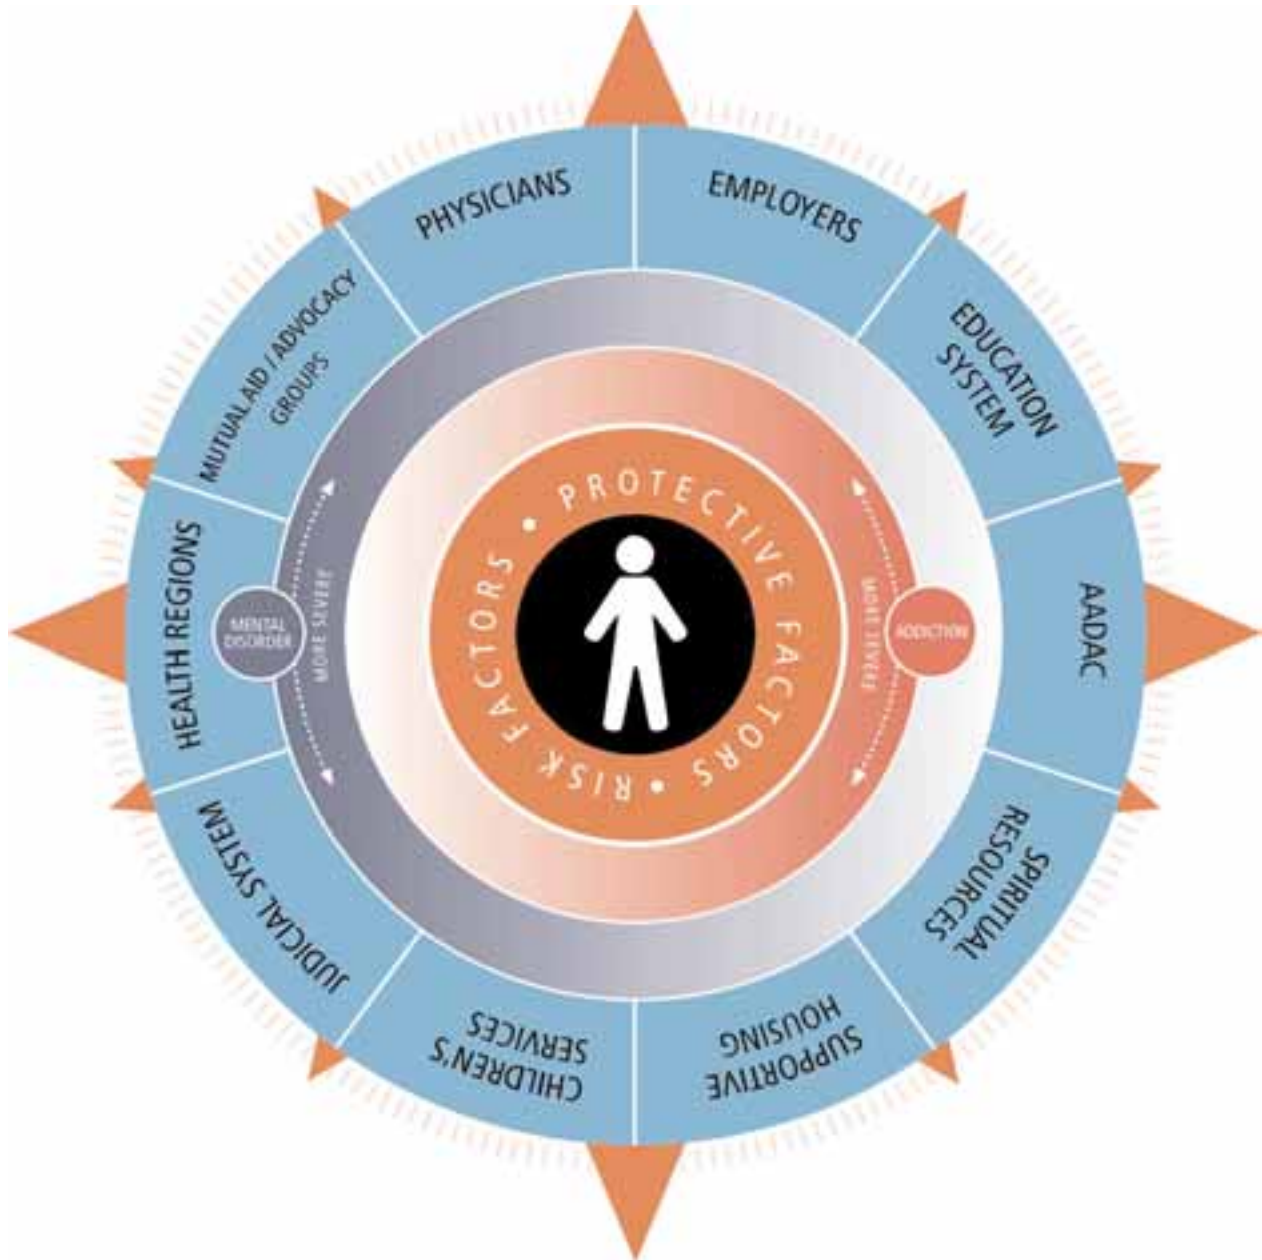 PHYSICIANS
EMPLOYERS
EDUCATION
SYSTEM
AADAC
SPIRITUAL
RESOURCES
SUPPORTIVE
HOUSING
CHILDREN'S
SERVICES
JUDICIAL SYSTEM
HEALTH REGIONS
MUTUAL AID / ADVOCACY
GROUPS
MENTAL
DISORDER
MORE SEVERE
MORE SEVERE
ADDICTION
• PROTECTIVE FACTORS • RISK FACTORS